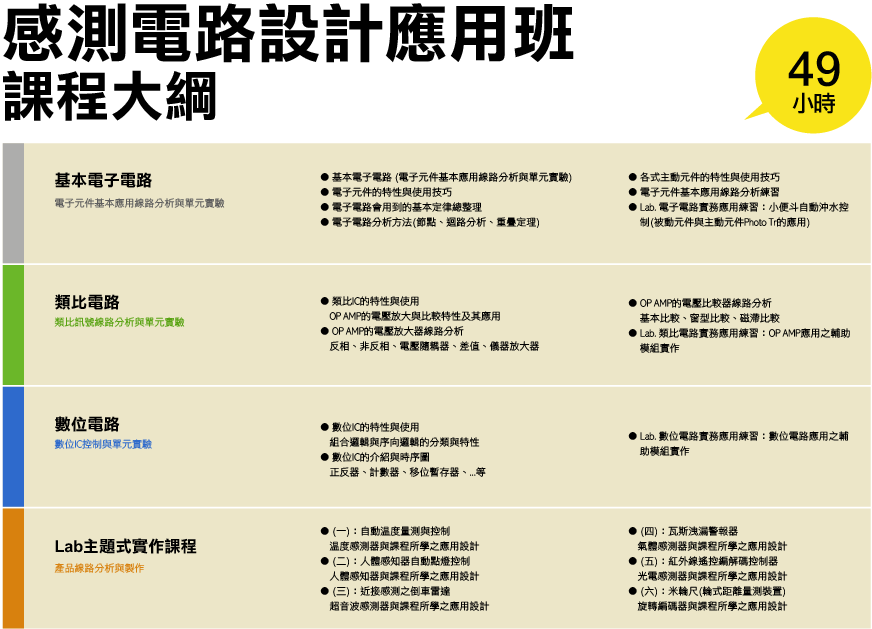 感測電路設計應用班
課程大綱
49
小時
基本電子電路
電子元件基本應用線路分析與單元實驗
● 基本電子電路 (電子元件基本應用線路分析與單元實驗)
● 電子元件的特性與使用技巧
● 電子電路會用到的基本定律總整理
● 電子電路分析方法(節點、迴路分析、重疊定理)
● 各式主動元件的特性與使用技巧
● 電子元件基本應用線路分析練習
● Lab. 電子電路實務應用練習：小便斗自動沖水控
制(被動元件與主動元件Photo Tr的應用)
類比電路
類比訊號線路分析與單元實驗
● 類比IC的特性與使用
OP AMP的電壓放大與比較特性及其應用
● OP AMP的電壓放大器線路分析
反相、非反相、電壓隨耦器、差值、儀器放大器
● OP AMP的電壓比較器線路分析
基本比較、窗型比較、磁滯比較
● Lab. 類比電路實務應用練習：OP AMP應用之輔助
模組實作
數位電路
數位IC控制與單元實驗
● 數位IC的特性與使用
組合邏輯與序向邏輯的分類與特性
● 數位IC的介紹與時序圖
正反器、計數器、移位暫存器、...等
● Lab. 數位電路實務應用練習：數位電路應用之輔
助模組實作
Lab主題式實作課程
產品線路分析與製作
● (一)：自動溫度量測與控制
溫度感測器與課程所學之應用設計
● (二)：人體感知器自動點燈控制
人體感知器與課程所學之應用設計
● (三)：近接感測之倒車雷達
超音波感測器與課程所學之應用設計
● (四)：瓦斯洩漏警報器
氣體感測器與課程所學之應用設計
● (五)：紅外線遙控編解碼控制器
光電感測器與課程所學之應用設計
● (六)：米輪尺(輪式距離量測裝置)
旋轉編碼器與課程所學之應用設計